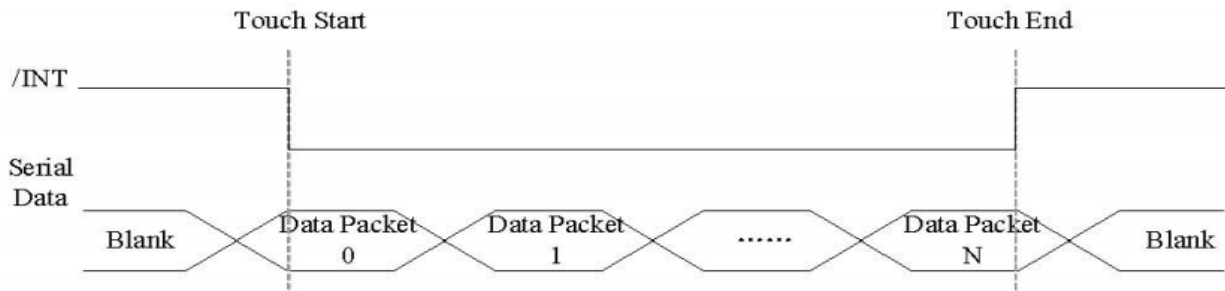 Touch Start
Touch End
/INT
Serial
Data
Blank
Data Packet
0
Data Packet
1
......
Data Packet
N
Blank